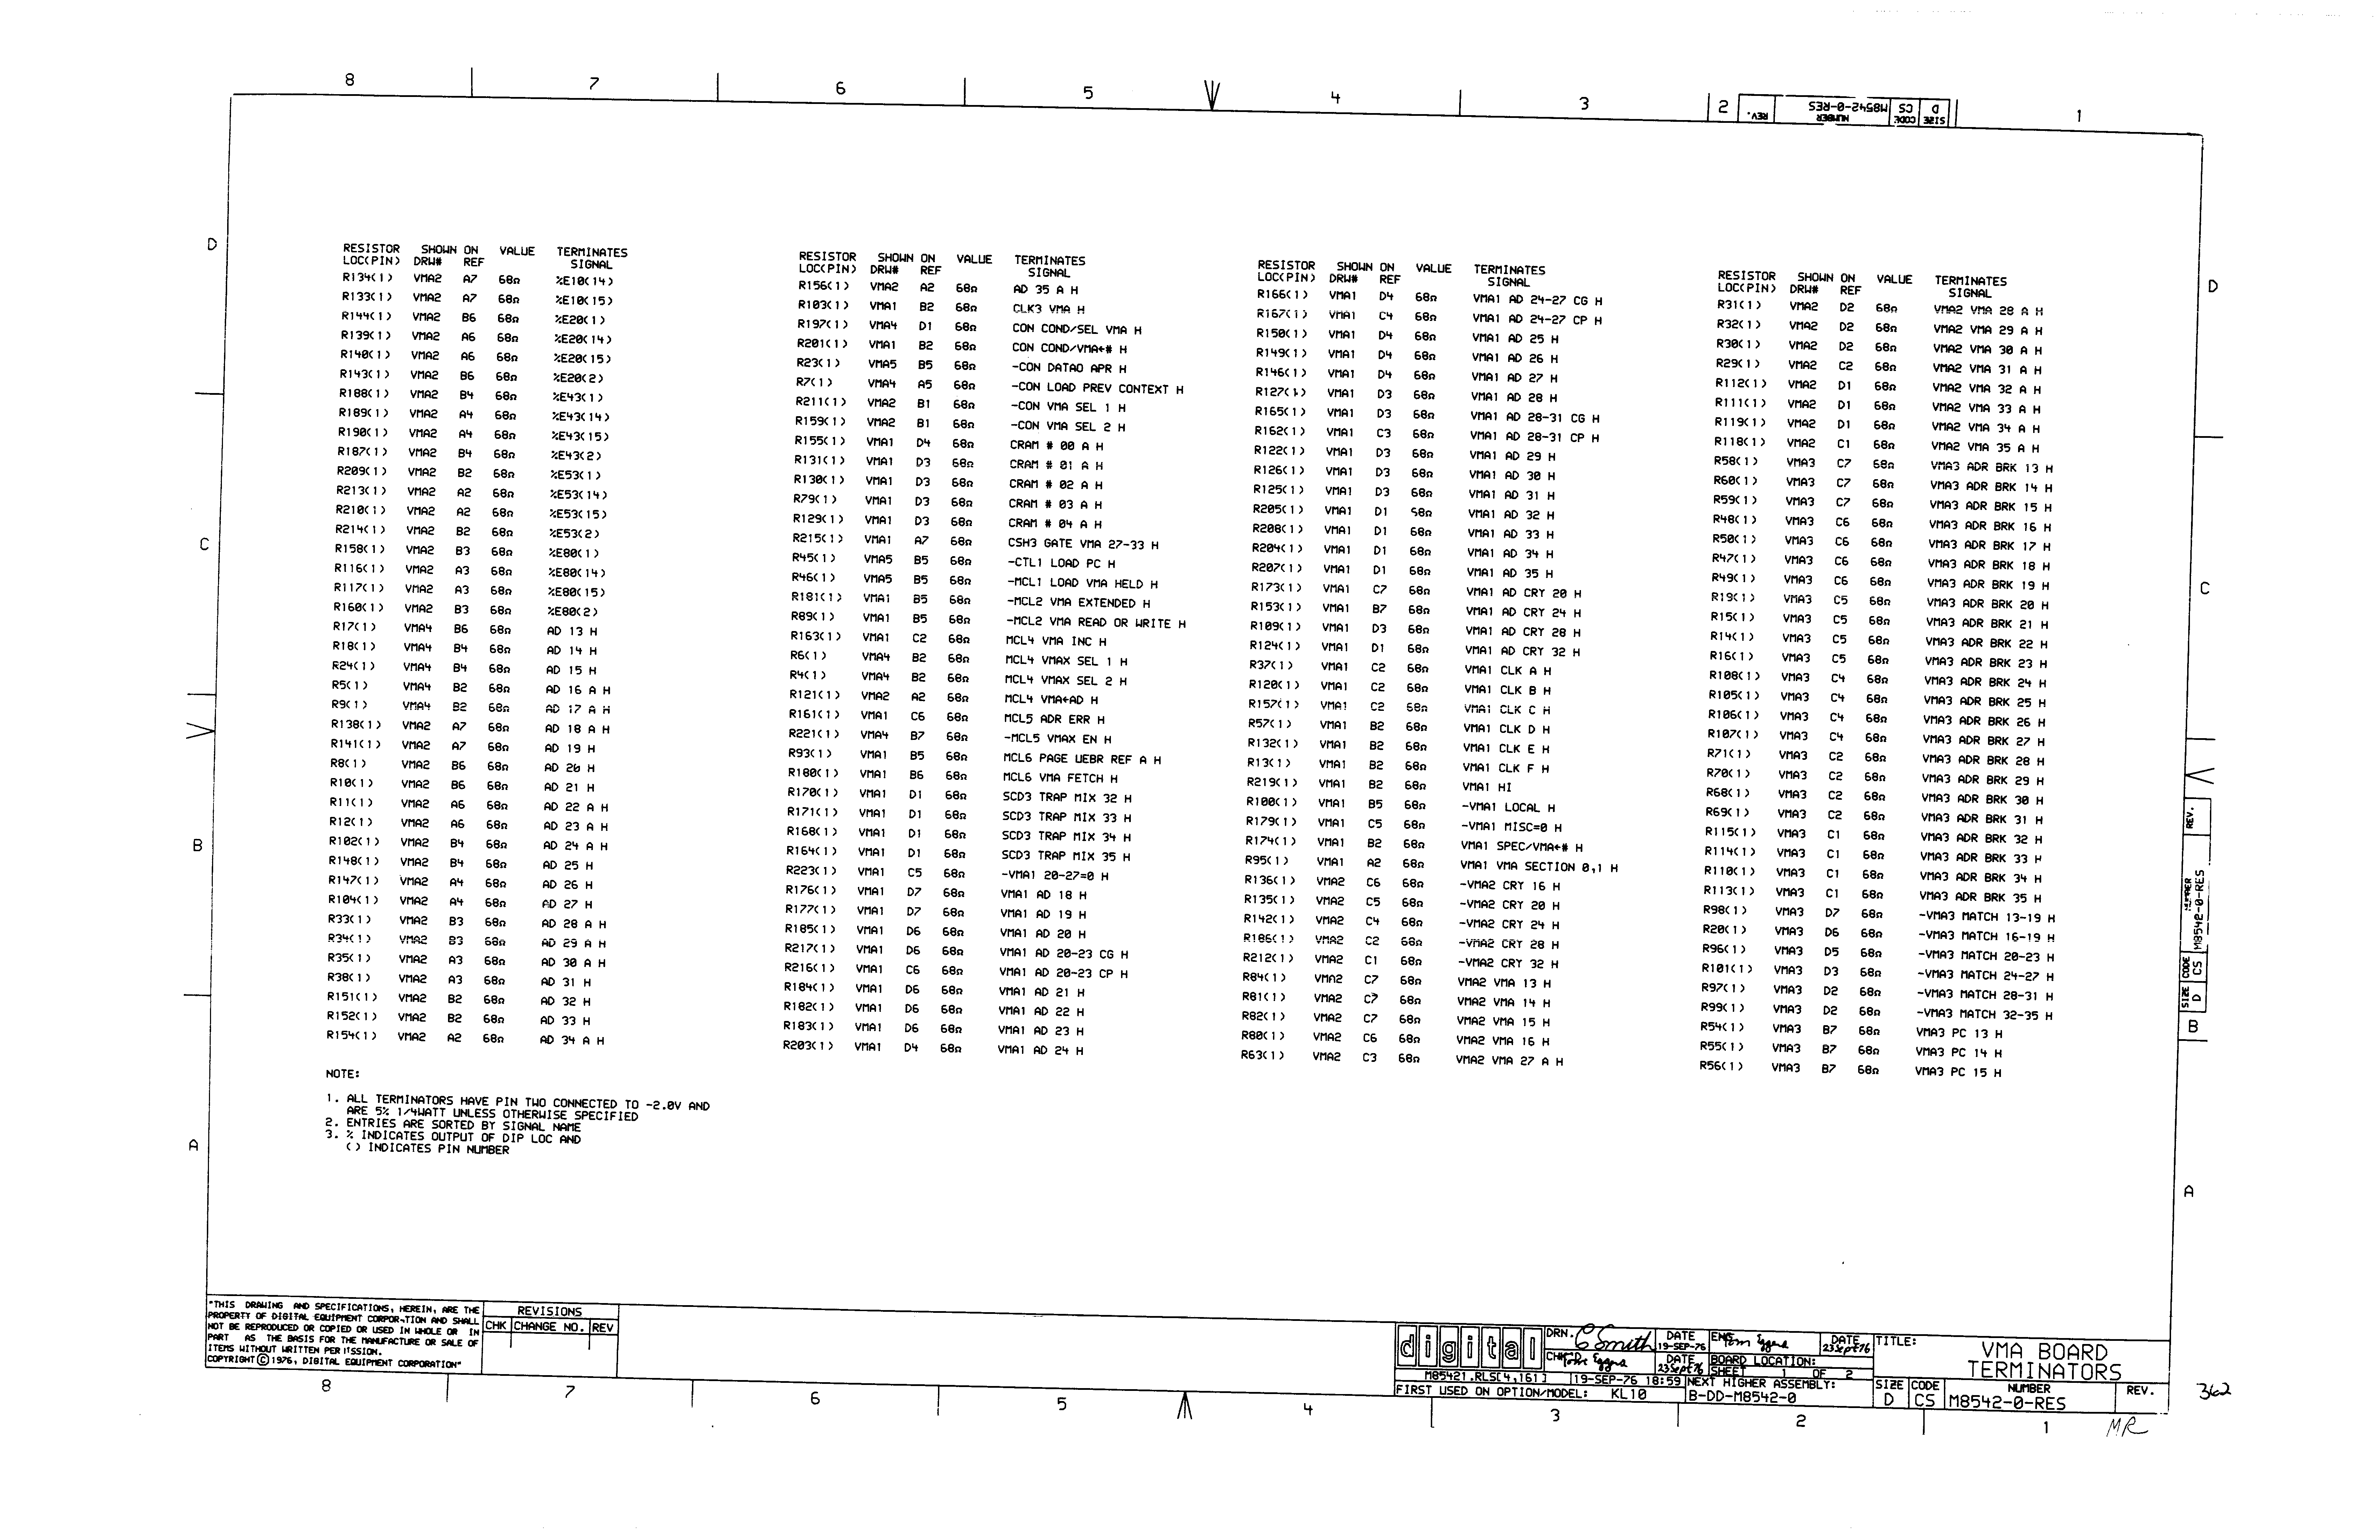 8 7 6 5 4 3 2 1
REV. NUMBER M8542-0-RES CODE CS SIZE D
RESISTOR LOC(PIN) SHOWN ON DRW# REF VALUE TERMINATES SIGNAL
R134(1) VMA2 A7 68Ω %E10(14)
R133(1) VMA2 A7 68Ω %E10(15)
R144(1) VMA2 B6 68Ω %E20(1)
R139(1) VMA2 A6 68Ω %E20(14)
R140(1) VMA2 A6 68Ω %E20(15)
R143(1) VMA2 B6 68Ω %E20(2)
R188(1) VMA2 B4 68Ω %E43(1)
R189(1) VMA2 A4 68Ω %E43(14)
R190(1) VMA2 A4 68Ω %E43(15)
R187(1) VMA2 B4 68Ω %E43(2)
R209(1) VMA2 B2 68Ω %E53(1)
R213(1) VMA2 A2 68Ω %E53(14)
R210(1) VMA2 A2 68Ω %E53(15)
R214(1) VMA2 B2 68Ω %E53(2)
R158(1) VMA2 B3 68Ω %E80(1)
R116(1) VMA2 A3 68Ω %E80(14)
R117(1) VMA2 A3 68Ω %E80(15)
R160(1) VMA2 B3 68Ω %E80(2)
R17(1) VMA4 B6 68Ω AD 13 H
R18(1) VMA4 B4 68Ω AD 14 H
R24(1) VMA4 B4 68Ω AD 15 H
R5(1) VMA4 B2 68Ω AD 16 A H
R9(1) VMA4 B2 68Ω AD 17 A H
R138(1) VMA2 A7 68Ω AD 18 A H
R141(1) VMA2 A7 68Ω AD 19 H
R8(1) VMA2 B6 68Ω AD 20 H
R10(1) VMA2 B6 68Ω AD 21 H
R11(1) VMA2 A6 68Ω AD 22 A H
R12(1) VMA2 A6 68Ω AD 23 A H
R102(1) VMA2 B4 68Ω AD 24 A H
R148(1) VMA2 B4 68Ω AD 25 H
R147(1) VMA2 A4 68Ω AD 26 H
R104(1) VMA2 A4 68Ω AD 27 H
R33(1) VMA2 B3 68Ω AD 28 A H
R34(1) VMA2 B3 68Ω AD 29 A H
R35(1) VMA2 A3 68Ω AD 30 A H
R38(1) VMA2 A3 68Ω AD 31 H
R151(1) VMA2 B2 68Ω AD 32 H
R152(1) VMA2 B2 68Ω AD 33 H
R154(1) VMA2 A2 68Ω AD 34 A H
RESISTOR LOC(PIN) SHOWN ON DRW# REF VALUE TERMINATES SIGNAL
R156(1) VMA2 A2 68Ω AD 35 A H
R103(1) VMA1 B2 68Ω CLK3 VMA H
R197(1) VMA4 D1 68Ω CON COND/SEL VMA H
R201(1) VMA1 B2 68Ω CON COND/VMA←# H
R23(1) VMA5 B5 68Ω -CON DATAO APR H
R7(1) VMA4 A5 68Ω -CON LOAD PREV CONTEXT H
R211(1) VMA2 B1 68Ω -CON VMA SEL 1 H
R159(1) VMA2 B1 68Ω -CON VMA SEL 2 H
R155(1) VMA1 D4 68Ω CRAM # 00 A H
R131(1) VMA1 D3 68Ω CRAM # 01 A H
R130(1) VMA1 D3 68Ω CRAM # 02 A H
R79(1) VMA1 D3 68Ω CRAM # 03 A H
R129(1) VMA1 D3 68Ω CRAM # 04 A H
R215(1) VMA1 A7 68Ω CSH3 GATE VMA 27-33 H
R45(1) VMA5 B5 68Ω -CTL1 LOAD PC H
R46(1) VMA5 B5 68Ω -MCL1 LOAD VMA HELD H
R181(1) VMA1 B5 68Ω -MCL2 VMA EXTENDED H
R89(1) VMA1 B5 68Ω -MCL2 VMA READ OR WRITE H
R163(1) VMA1 C2 68Ω MCL4 VMA INC H
R6(1) VMA4 B2 68Ω MCL4 VMAX SEL 1 H
R4(1) VMA4 B2 68Ω MCL4 VMAX SEL 2 H
R121(1) VMA2 A2 68Ω MCL4 VMA←AD H
R161(1) VMA1 C6 68Ω MCL5 ADR ERR H
R221(1) VMA4 B7 68Ω -MCL5 VMAX EN H
R93(1) VMA1 B5 68Ω MCL6 PAGE UEBR REF A H
R180(1) VMA1 B6 68Ω MCL6 VMA FETCH H
R170(1) VMA1 D1 68Ω SCD3 TRAP MIX 32 H
R171(1) VMA1 D1 68Ω SCD3 TRAP MIX 33 H
R168(1) VMA1 D1 68Ω SCD3 TRAP MIX 34 H
R164(1) VMA1 D1 68Ω SCD3 TRAP MIX 35 H
R223(1) VMA1 C5 68Ω -VMA1 20-27=0 H
R176(1) VMA1 D7 68Ω VMA1 AD 18 H
R177(1) VMA1 D7 68Ω VMA1 AD 19 H
R185(1) VMA1 D6 68Ω VMA1 AD 20 H
R217(1) VMA1 D6 68Ω VMA1 AD 20-23 CG H
R216(1) VMA1 C6 68Ω VMA1 AD 20-23 CP H
R184(1) VMA1 D6 68Ω VMA1 AD 21 H
R182(1) VMA1 D6 68Ω VMA1 AD 22 H
R183(1) VMA1 D6 68Ω VMA1 AD 23 H
R203(1) VMA1 D4 68Ω VMA1 AD 24 H
RESISTOR LOC(PIN) SHOWN ON DRW# REF VALUE TERMINATES SIGNAL
R166(1) VMA1 D4 68Ω VMA1 AD 24-27 CG H
R167(1) VMA1 C4 68Ω VMA1 AD 24-27 CP H
R150(1) VMA1 D4 68Ω VMA1 AD 25 H
R149(1) VMA1 D4 68Ω VMA1 AD 26 H
R146(1) VMA1 D4 68Ω VMA1 AD 27 H
R127(1) VMA1 D3 68Ω VMA1 AD 28 H
R165(1) VMA1 D3 68Ω VMA1 AD 28-31 CG H
R162(1) VMA1 C3 68Ω VMA1 AD 28-31 CP H
R122(1) VMA1 D3 68Ω VMA1 AD 29 H
R126(1) VMA1 D3 68Ω VMA1 AD 30 H
R125(1) VMA1 D3 68Ω VMA1 AD 31 H
R205(1) VMA1 D1 68Ω VMA1 AD 32 H
R208(1) VMA1 D1 68Ω VMA1 AD 33 H
R204(1) VMA1 D1 68Ω VMA1 AD 34 H
R207(1) VMA1 D1 68Ω VMA1 AD 35 H
R173(1) VMA1 C7 68Ω VMA1 AD CRY 20 H
R153(1) VMA1 B7 68Ω VMA1 AD CRY 24 H
R109(1) VMA1 D3 68Ω VMA1 AD CRY 28 H
R124(1) VMA1 D1 68Ω VMA1 AD CRY 32 H
R37(1) VMA1 C2 68Ω VMA1 CLK A H
R120(1) VMA1 C2 68Ω VMA1 CLK B H
R157(1) VMA1 C2 68Ω VMA1 CLK C H
R57(1) VMA1 B2 68Ω VMA1 CLK D H
R132(1) VMA1 B2 68Ω VMA1 CLK E H
R13(1) VMA1 B2 68Ω VMA1 CLK F H
R219(1) VMA1 B2 68Ω VMA1 HI
R100(1) VMA1 B5 68Ω -VMA1 LOCAL H
R179(1) VMA1 C5 68Ω -VMA1 MISC=0 H
R174(1) VMA1 B2 68Ω VMA1 SPEC/VMA←# H
R95(1) VMA1 A2 68Ω VMA1 VMA SECTION 0,1 H
R136(1) VMA2 C6 68Ω -VMA2 CRY 16 H
R135(1) VMA2 C5 68Ω -VMA2 CRY 20 H
R142(1) VMA2 C4 68Ω -VMA2 CRY 24 H
R186(1) VMA2 C2 68Ω -VMA2 CRY 28 H
R212(1) VMA2 C1 68Ω -VMA2 CRY 32 H
R84(1) VMA2 C7 68Ω VMA2 VMA 13 H
R81(1) VMA2 C7 68Ω VMA2 VMA 14 H
R82(1) VMA2 C7 68Ω VMA2 VMA 15 H
R80(1) VMA2 C6 68Ω VMA2 VMA 16 H
R63(1) VMA2 C3 68Ω VMA2 VMA 27 A H
RESISTOR LOC(PIN) SHOWN ON DRW# REF VALUE TERMINATES SIGNAL
R31(1) VMA2 D2 68Ω VMA2 VMA 28 A H
R32(1) VMA2 D2 68Ω VMA2 VMA 29 A H
R30(1) VMA2 D2 68Ω VMA2 VMA 30 A H
R29(1) VMA2 C2 68Ω VMA2 VMA 31 A H
R112(1) VMA2 D1 68Ω VMA2 VMA 32 A H
R111(1) VMA2 D1 68Ω VMA2 VMA 33 A H
R119(1) VMA2 D1 68Ω VMA2 VMA 34 A H
R118(1) VMA2 C1 68Ω VMA2 VMA 35 A H
R58(1) VMA3 C7 68Ω VMA3 ADR BRK 13 H
R60(1) VMA3 C7 68Ω VMA3 ADR BRK 14 H
R59(1) VMA3 C7 68Ω VMA3 ADR BRK 15 H
R48(1) VMA3 C6 68Ω VMA3 ADR BRK 16 H
R50(1) VMA3 C6 68Ω VMA3 ADR BRK 17 H
R47(1) VMA3 C6 68Ω VMA3 ADR BRK 18 H
R49(1) VMA3 C6 68Ω VMA3 ADR BRK 19 H
R19(1) VMA3 C5 68Ω VMA3 ADR BRK 20 H
R15(1) VMA3 C5 68Ω VMA3 ADR BRK 21 H
R14(1) VMA3 C5 68Ω VMA3 ADR BRK 22 H
R16(1) VMA3 C5 68Ω VMA3 ADR BRK 23 H
R108(1) VMA3 C4 68Ω VMA3 ADR BRK 24 H
R105(1) VMA3 C4 68Ω VMA3 ADR BRK 25 H
R106(1) VMA3 C4 68Ω VMA3 ADR BRK 26 H
R107(1) VMA3 C4 68Ω VMA3 ADR BRK 27 H
R71(1) VMA3 C2 68Ω VMA3 ADR BRK 28 H
R70(1) VMA3 C2 68Ω VMA3 ADR BRK 29 H
R68(1) VMA3 C2 68Ω VMA3 ADR BRK 30 H
R69(1) VMA3 C2 68Ω VMA3 ADR BRK 31 H
R115(1) VMA3 C1 68Ω VMA3 ADR BRK 32 H
R114(1) VMA3 C1 68Ω VMA3 ADR BRK 33 H
R110(1) VMA3 C1 68Ω VMA3 ADR BRK 34 H
R113(1) VMA3 C1 68Ω VMA3 ADR BRK 35 H
R98(1) VMA3 D7 68Ω -VMA3 MATCH 13-19 H
R20(1) VMA3 D6 68Ω -VMA3 MATCH 16-19 H
R96(1) VMA3 D5 68Ω -VMA3 MATCH 20-23 H
R101(1) VMA3 D3 68Ω -VMA3 MATCH 24-27 H
R97(1) VMA3 D2 68Ω -VMA3 MATCH 28-31 H
R99(1) VMA3 D2 68Ω -VMA3 MATCH 32-35 H
R54(1) VMA3 B7 68Ω VMA3 PC 13 H
R55(1) VMA3 B7 68Ω VMA3 PC 14 H
R56(1) VMA3 B7 68Ω VMA3 PC 15 H
NOTE:
1. ALL TERMINATORS HAVE PIN TWO CONNECTED TO -2.0V AND
ARE 5% 1/4WATT UNLESS OTHERWISE SPECIFIED
2. ENTRIES ARE SORTED BY SIGNAL NAME
3. % INDICATES OUTPUT OF DIP LOC AND
() INDICATES PIN NUMBER
D C B A
D C B A
SIZE D CODE CS NUMBER M8542-0-RES REV.
"THIS DRAWING AND SPECIFICATIONS, HEREIN, ARE THE
PROPERTY OF DIGITAL EQUIPMENT CORPORATION AND SHALL
NOT BE REPRODUCED OR COPIED OR USED IN WHOLE OR IN
PART AS THE BASIS FOR THE MANUFACTURE OR SALE OF
ITEMS WITHOUT WRITTEN PERMISSION.
COPYRIGHT © 1976, DIGITAL EQUIPMENT CORPORATION"
REVISIONS
CHK CHANGE NO. REV
digital
DRN. C Smith DATE 19-SEP-76 ENG Tom Eggers DATE 23 Sept 76
CHK DATE 23 Sept 76 BOARD LOCATION:
SHEET 1 OF 2
M85421.RLS[4,161] 19-SEP-76 18:59 NEXT HIGHER ASSEMBLY:
FIRST USED ON OPTION/MODEL: KL10 B-DD-M8542-0
TITLE: VMA BOARD
TERMINATORS
SIZE D CODE CS NUMBER M8542-0-RES REV.
362
8 7 6 5 4 3 2 1
MR